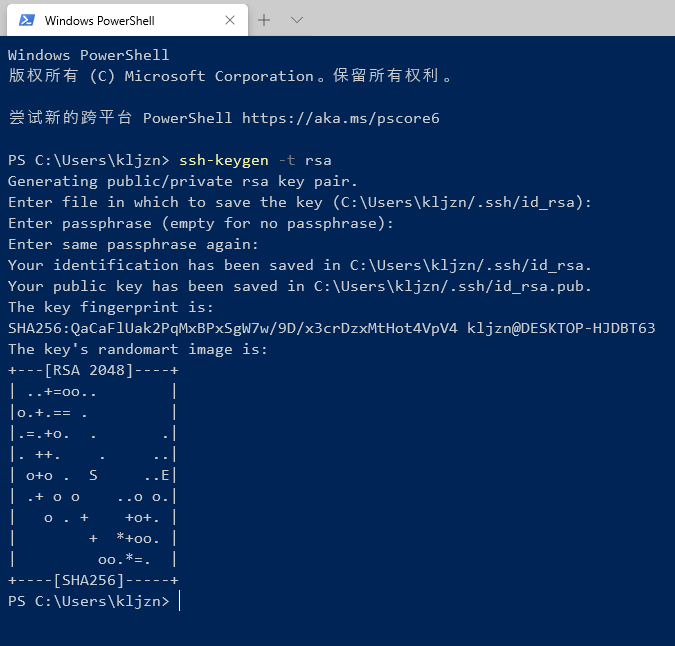 Windows PowerShell
Windows PowerShell
版权所有 (C) Microsoft Corporation。保留所有权利。
尝试新的跨平台 PowerShell https://aka.ms/pscore6
PS C:\Users\kljzn> ssh-keygen -t rsa
Generating public/private rsa key pair.
Enter file in which to save the key (C:\Users\kljzn/.ssh/id_rsa):
Enter passphrase (empty for no passphrase):
Enter same passphrase again:
Your identification has been saved in C:\Users\kljzn/.ssh/id_rsa.
Your public key has been saved in C:\Users\kljzn/.ssh/id_rsa.pub.
The key fingerprint is:
SHA256:QaCaFlUak2PqMxBPxSgW7w/9D/x3crDzxMtHot4VpV4 kljzn@DESKTOP-HJDBT63
The key's randomart image is:
+---[RSA 2048]----+
| ..+=oo..        |
|o.+.== .         |
|.=.+o.  .       .|
|. ++.    .     ..|
| o+o .  S     ..E|
| .+ o o    ..o o.|
|   o . +    +o+. |
|        +  *+oo. |
|         oo.*=.  |
+----[SHA256]-----+
PS C:\Users\kljzn>